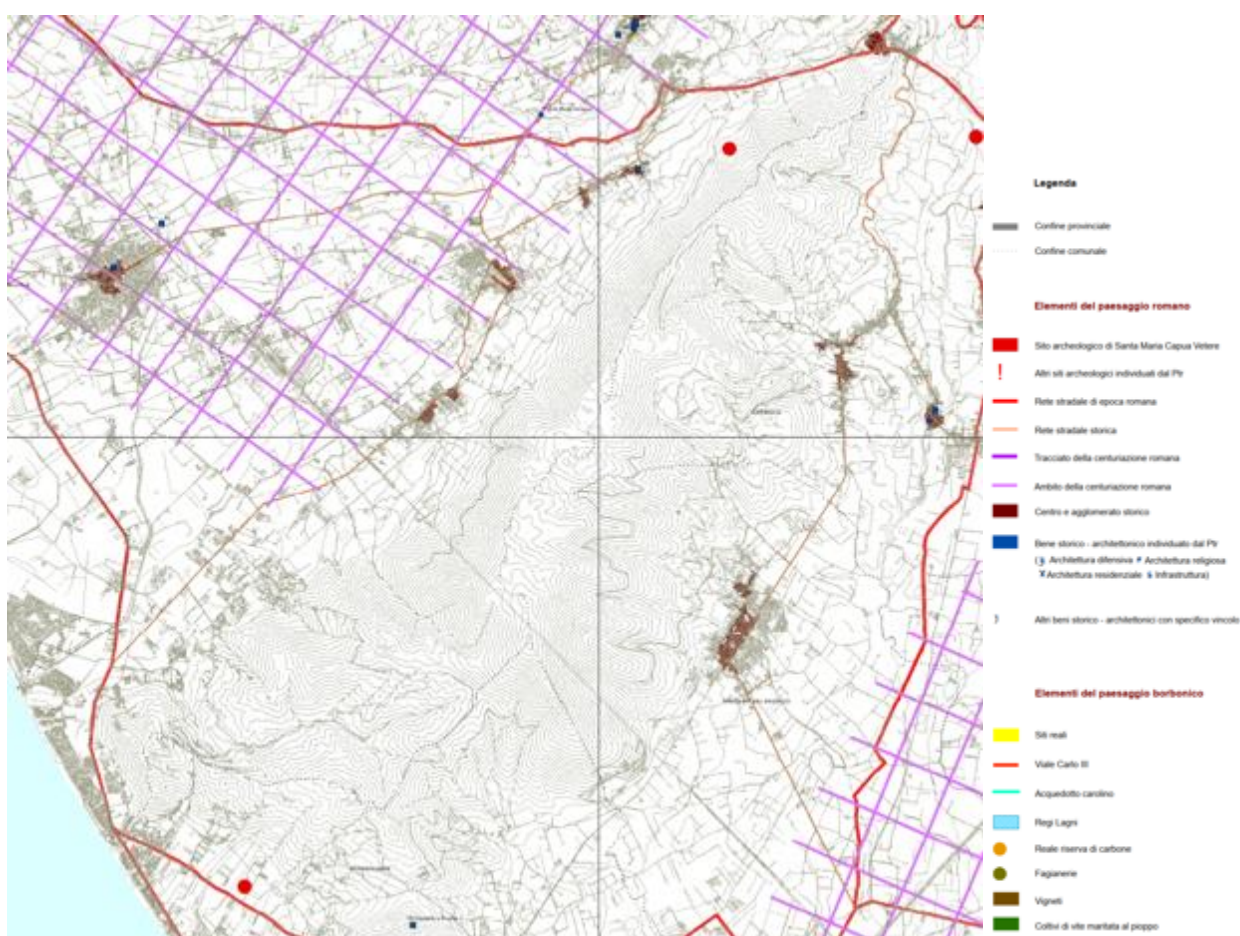 Legenda
Confine provinciale
Confine comunale
Elementi del paesaggio romano
Sito archeologico di Santa Maria Capua Vetere
Altri siti archeologici individuati dal Ptr
Rete stradale di epoca romana
Rete stradale storica
Tracciato della centuriazione romana
Ambito della centuriazione romana
Centro e agglomerato storico
Bene storico - architettonico individuato dal Ptr
( Architettura difensiva Architettura religiosa
Architettura residenziale Infrastruttura)
Altri beni storico - architettonici con specifico vincolo
Elementi del paesaggio borbonico
Siti reali
Viale Carlo III
Acquedotto carolino
Regi Lagni
Reale riserva di carbone
Fagianerie
Vigneti
Coltivi di vite maritata al pioppo